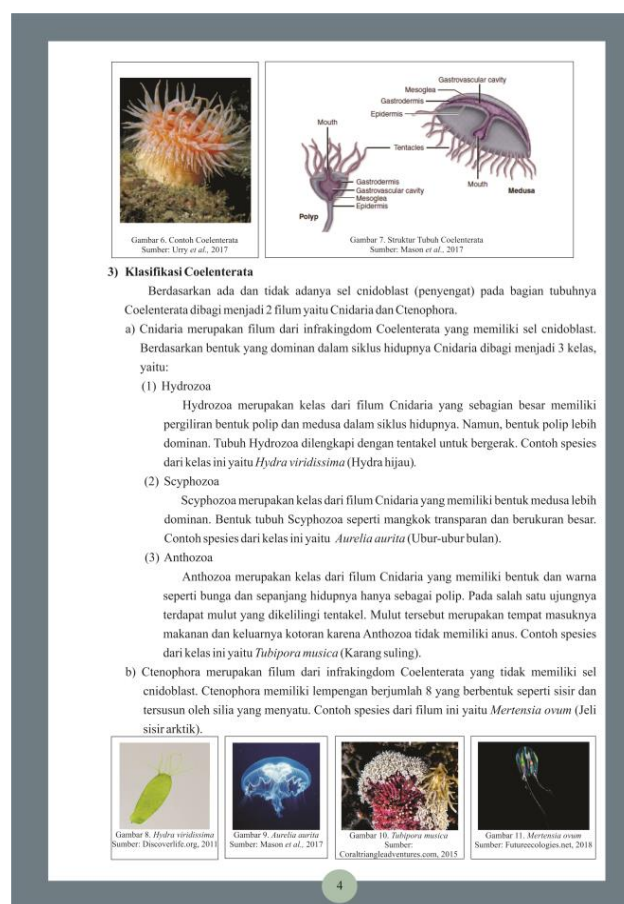 Gastrovascular cavity
Mesoglea
Gastrodermis
Epidermis
Mouth
Tentacles
Gastrodermis
Gastrovascular cavity
Mesoglea
Epidermis
Mouth
Medusa
Polyp
Gambar 6. Contoh Coelenterata
Sumber: Urry et al., 2017
Gambar 7. Struktur Tubuh Coelenterata
Sumber: Mason et al., 2017
3) Klasifikasi Coelenterata
Berdasarkan ada dan tidak adanya sel cnidoblast (penyengat) pada bagian tubuhnya
Coelenterata dibagi menjadi 2 filum yaitu Cnidaria dan Ctenophora.
a) Cnidaria merupakan filum dari infrakingdom Coelenterata yang memiliki sel cnidoblast.
Berdasarkan bentuk yang dominan dalam siklus hidupnya Cnidaria dibagi menjadi 3 kelas,
yaitu:
(1) Hydrozoa
Hydrozoa merupakan kelas dari filum Cnidaria yang sebagian besar memiliki
pergiliran bentuk polip dan medusa dalam siklus hidupnya. Namun, bentuk polip lebih
dominan. Tubuh Hydrozoa dilengkapi dengan tentakel untuk bergerak. Contoh spesies
dari kelas ini yaitu Hydra viridissima (Hydra hijau).
(2) Scyphozoa
Scyphozoa merupakan kelas dari filum Cnidaria yang memiliki bentuk medusa lebih
dominan. Bentuk tubuh Scyphozoa seperti mangkok transparan dan berukuran besar.
Contoh spesies dari kelas ini yaitu Aurelia aurita (Ubur-ubur bulan).
(3) Anthozoa
Anthozoa merupakan kelas dari filum Cnidaria yang memiliki bentuk dan warna
seperti bunga dan sepanjang hidupnya hanya sebagai polip. Pada salah satu ujungnya
terdapat mulut yang dikelilingi tentakel. Mulut tersebut merupakan tempat masuknya
makanan dan keluarnya kotoran karena Anthozoa tidak memiliki anus. Contoh spesies
dari kelas ini yaitu Tubipora musica (Karang suling).
b) Ctenophora merupakan filum dari infrakingdom Coelenterata yang tidak memiliki sel
cnidoblast. Ctenophora memiliki lempengan berjumlah 8 yang berbentuk seperti sisir dan
tersusun oleh silia yang menyatu. Contoh spesies dari filum ini yaitu Mertensia ovum (Jeli
sisir arktik).
Gambar 8. Hydra viridissima
Sumber: Discoverlife.org, 2011
Gambar 9. Aurelia aurita
Sumber: Mason et al., 2017
Gambar 10. Tubipora musica
Sumber:
Coraltriangleadventures.com, 2015
Gambar 11. Mertensia ovum
Sumber: Futureecologies.net, 2018
4